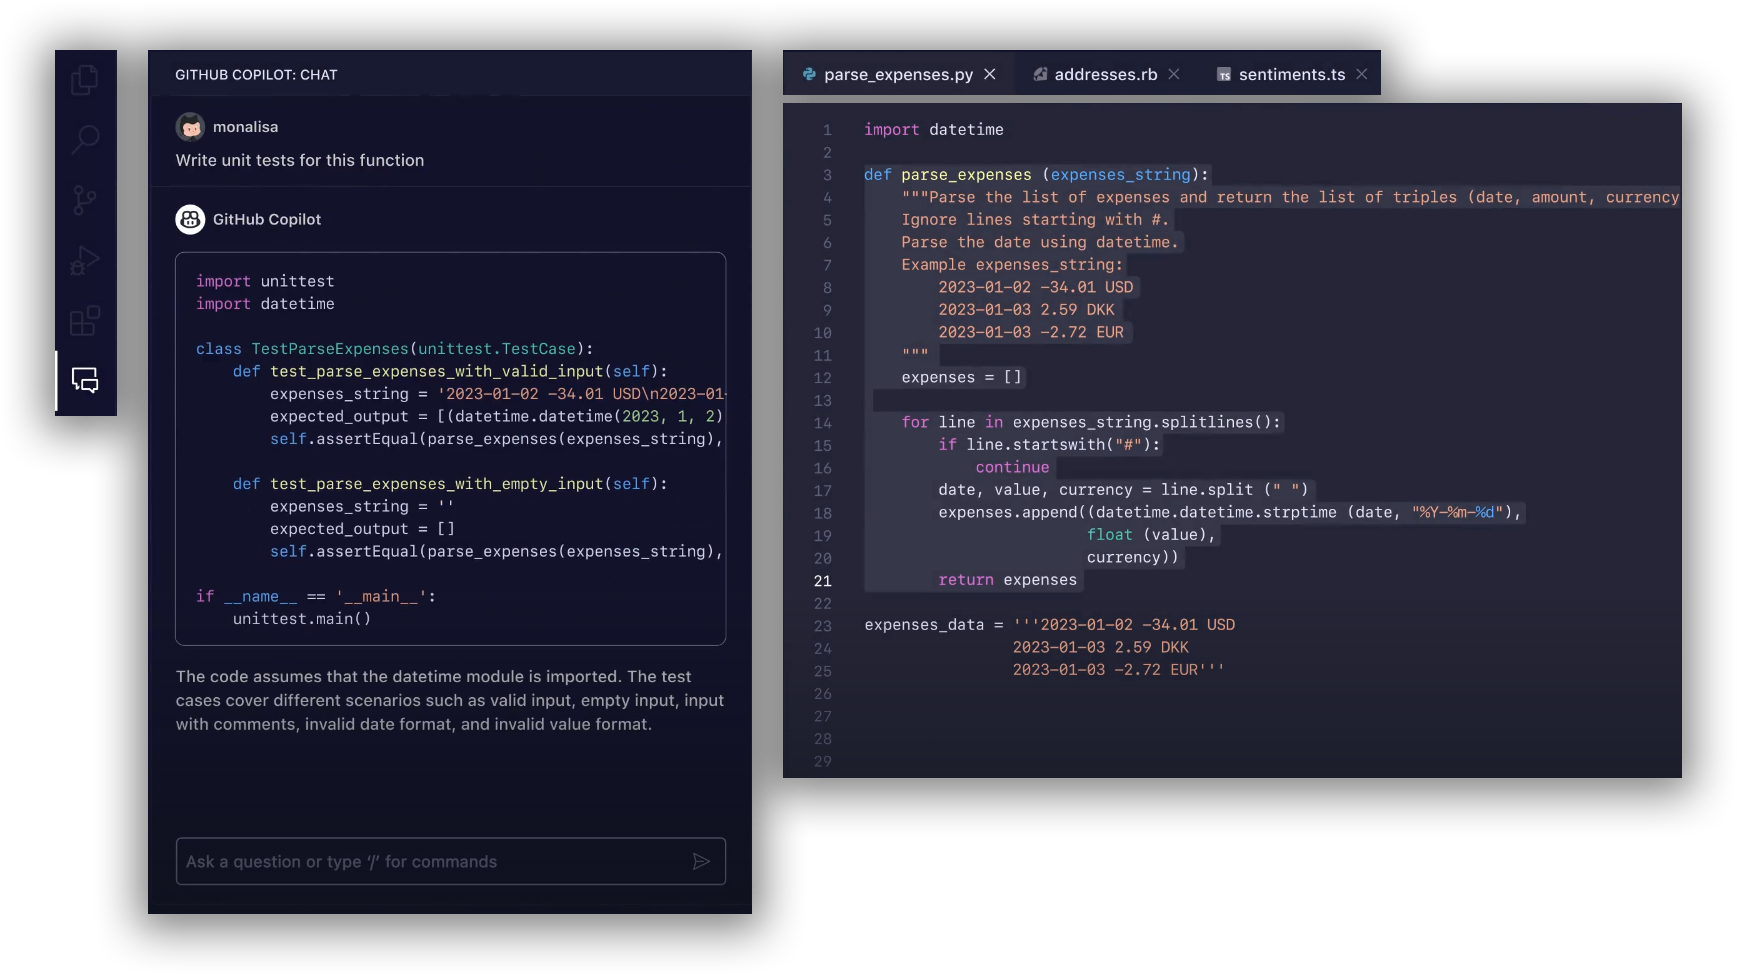 GITHUB COPILOT: CHAT
monalisa
Write unit tests for this function
GitHub Copilot
import unittest
import datetime
class TestParseExpenses(unittest.TestCase):
    def test_parse_expenses_with_valid_input(self):
        expenses_string = '2023-01-02 -34.01 USD\n2023-01-
        expected_output = [(datetime.datetime(2023, 1, 2)
        self.assertEqual(parse_expenses(expenses_string),
    def test_parse_expenses_with_empty_input(self):
        expenses_string = ''
        expected_output = []
        self.assertEqual(parse_expenses(expenses_string),
if __name__ == '__main__':
    unittest.main()
The code assumes that the datetime module is imported. The test
cases cover different scenarios such as valid input, empty input, input
with comments, invalid date format, and invalid value format.
Ask a question or type ‘/’ for commands
parse_expenses.py × addresses.rb × TS sentiments.ts ×
1 import datetime
2
3 def parse_expenses (expenses_string):
4     """Parse the list of expenses and return the list of triples (date, amount, currency
5     Ignore lines starting with #.
6     Parse the date using datetime.
7     Example expenses_string:
8         2023-01-02 -34.01 USD
9         2023-01-03 2.59 DKK
10         2023-01-03 -2.72 EUR
11     """
12     expenses = []
13
14     for line in expenses_string.splitlines():
15         if line.startswith("#"):
16             continue
17         date, value, currency = line.split (" ")
18         expenses.append((datetime.datetime.strptime (date, "%Y-%m-%d"),
19                         float (value),
20                         currency))
21         return expenses
22
23 expenses_data = '''2023-01-02 -34.01 USD
24                 2023-01-03 2.59 DKK
25                 2023-01-03 -2.72 EUR'''
26
27
28
29